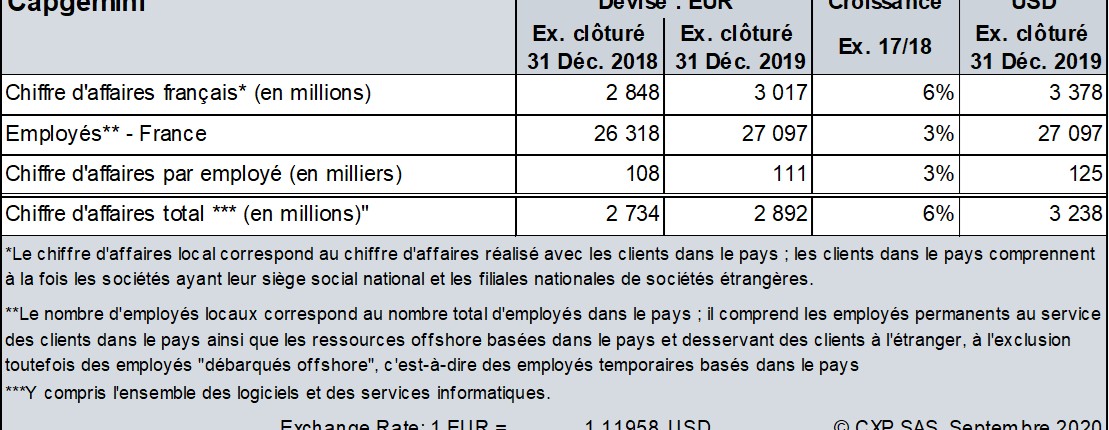 Capgemini Devise : EUR Croissance USD
Ex. clôturé Ex. clôturé Ex. 17/18 Ex. clôturé
31 Déc. 2018 31 Déc. 2019 31 Déc. 2019
Chiffre d'affaires français* (en millions) 2 848 3 017 6% 3 378
Employés** - France 26 318 27 097 3% 27 097
Chiffre d'affaires par employé (en milliers) 108 111 3% 125
Chiffre d'affaires total *** (en millions)" 2 734 2 892 6% 3 238
*Le chiffre d'affaires local correspond au chiffre d'affaires réalisé avec les clients dans le pays ; les clients dans le pays comprennent
à la fois les sociétés ayant leur siège social national et les filiales nationales de sociétés étrangères.
**Le nombre d'employés locaux correspond au nombre total d'employés dans le pays ; il comprend les employés permanents au service
des clients dans le pays ainsi que les ressources offshore basées dans le pays et desservant des clients à l'étranger, à l'exclusion
toutefois des employés "débarqués offshore", c'est-à-dire des employés temporaires basés dans le pays
***Y compris l'ensemble des logiciels et des services informatiques.
Exchange Rate: 1 EUR = 1,11958 USD © CXP SAS, Septembre 2020